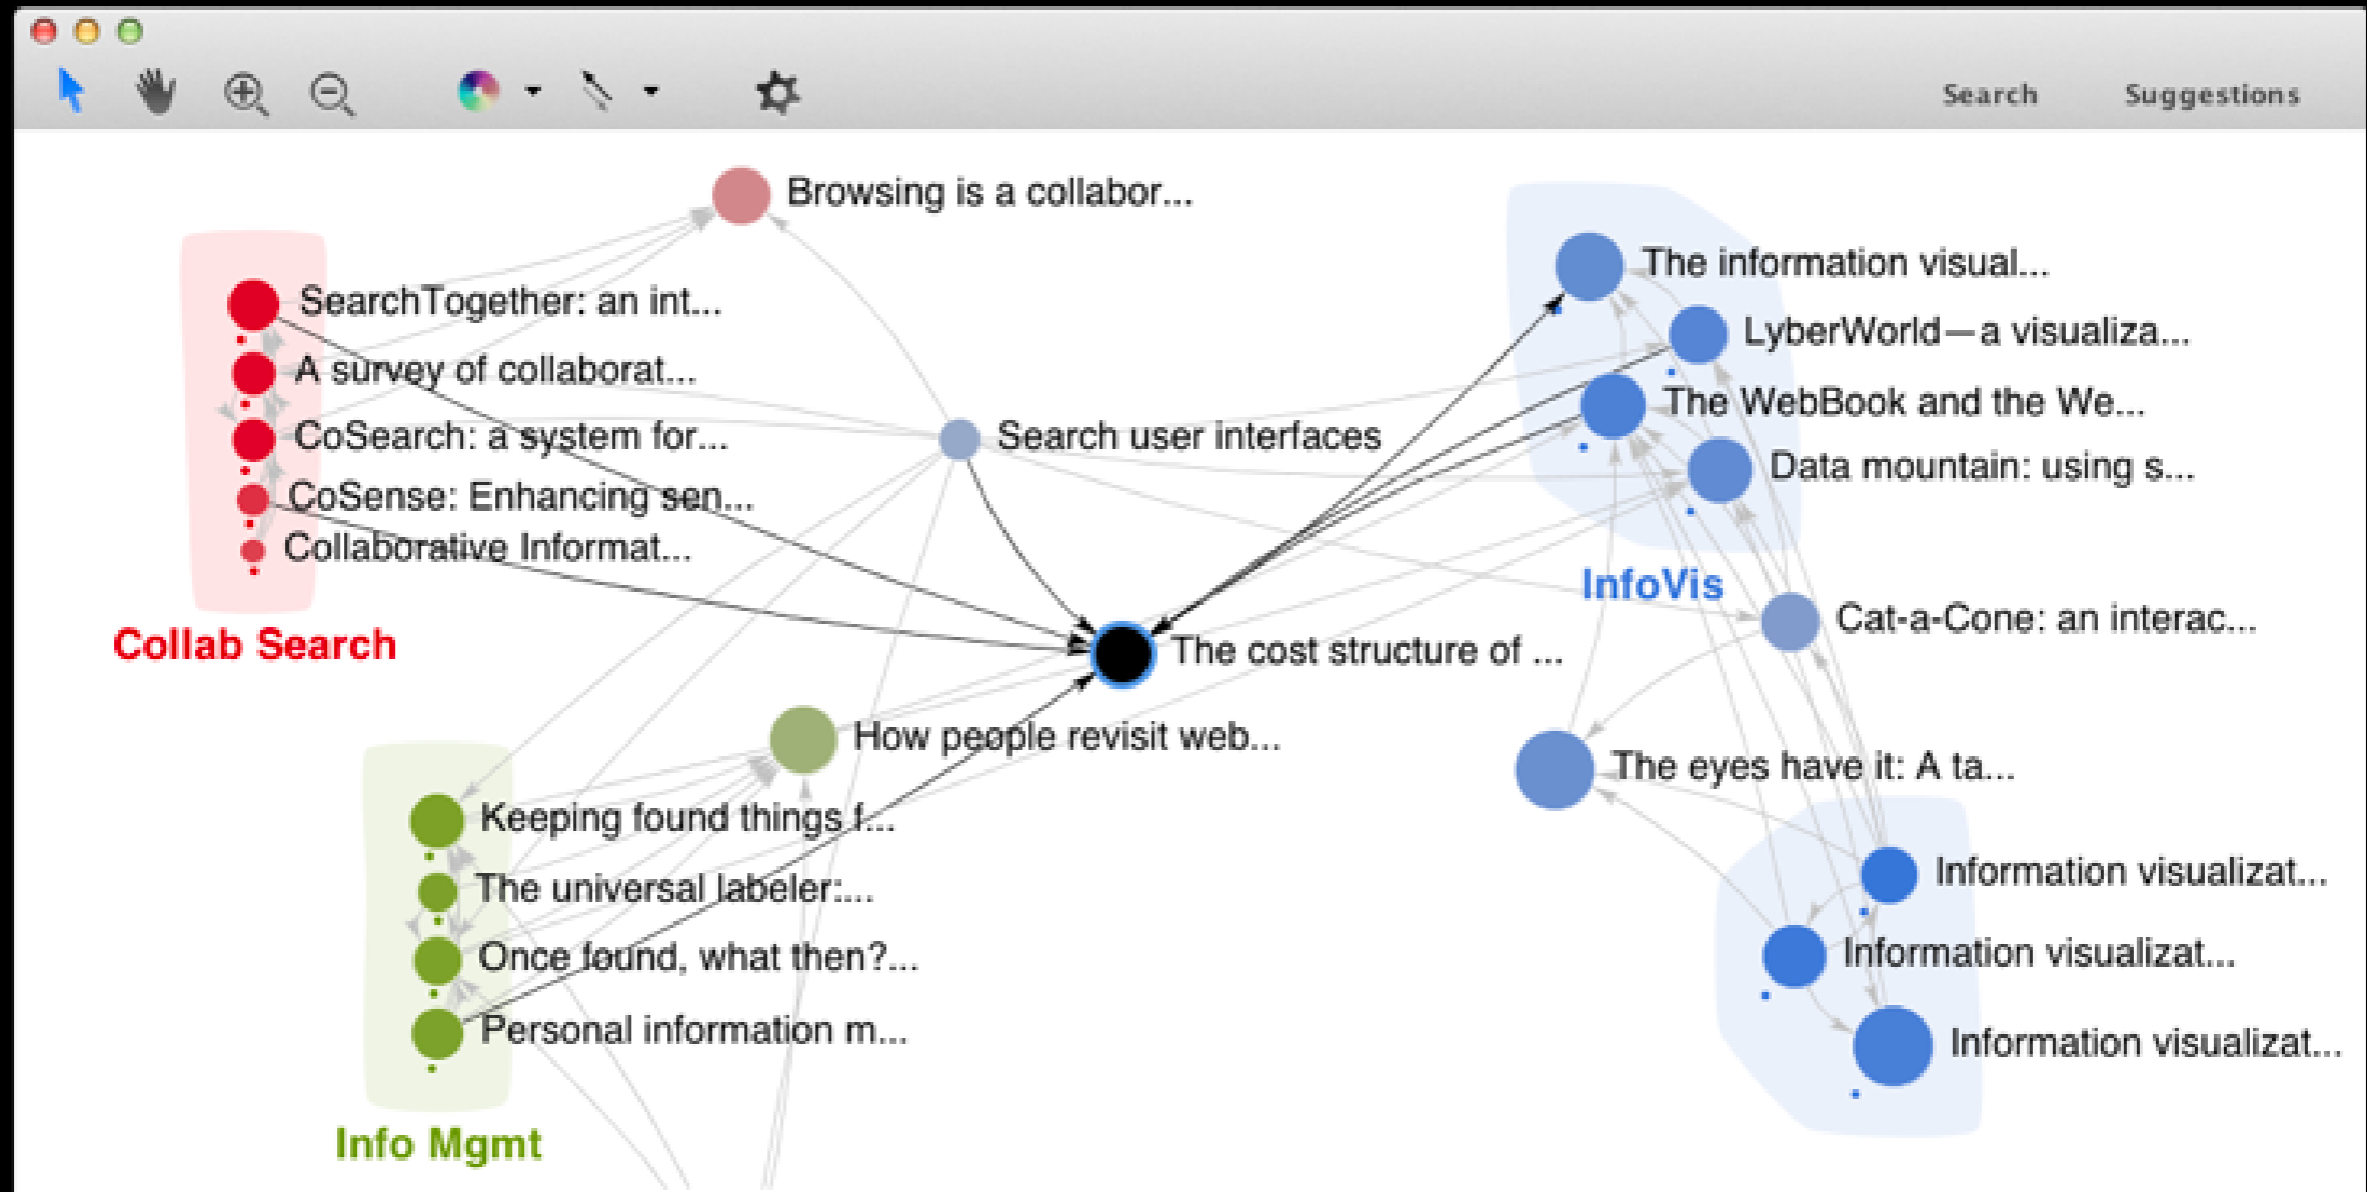 Search
Suggestions
Browsing is a collabor...
The information visual...
SearchTogether: an int...
LyberWorld—a visualiza...
A survey of collaborat...
The WebBook and the We...
CoSearch: a system for...
Search user interfaces
Data mountain: using s...
CoSense: Enhancing sen...
Collaborative Informat...
InfoVis
Cat-a-Cone: an interac...
Collab Search
The cost structure of ...
How people revisit web...
The eyes have it: A ta...
Keeping found things f...
Information visualizat...
The universal labeler:...
Once found, what then?...
Information visualizat...
Personal information m...
Information visualizat...
Info Mgmt